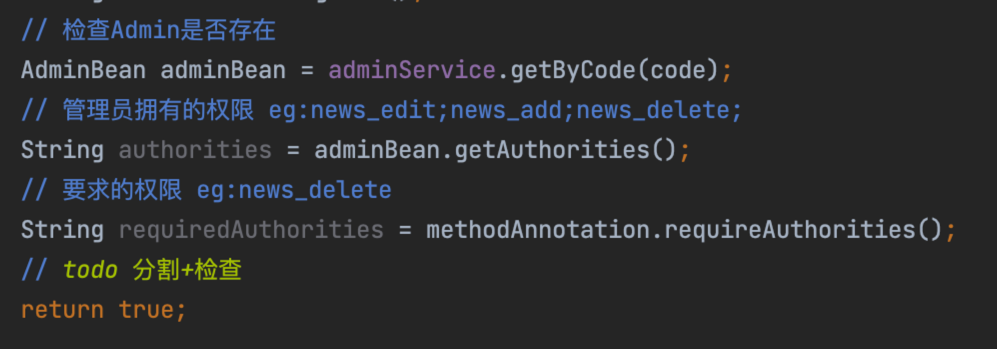 // 检查Admin是否存在
AdminBean adminBean = adminService.getByCode(code);
// 管理员拥有的权限 eg:news_edit;news_add;news_delete;
String authorities = adminBean.getAuthorities();
// 要求的权限 eg:news_delete
String requiredAuthorities = methodAnnotation.requireAuthorities();
// todo 分割+检查
return true;